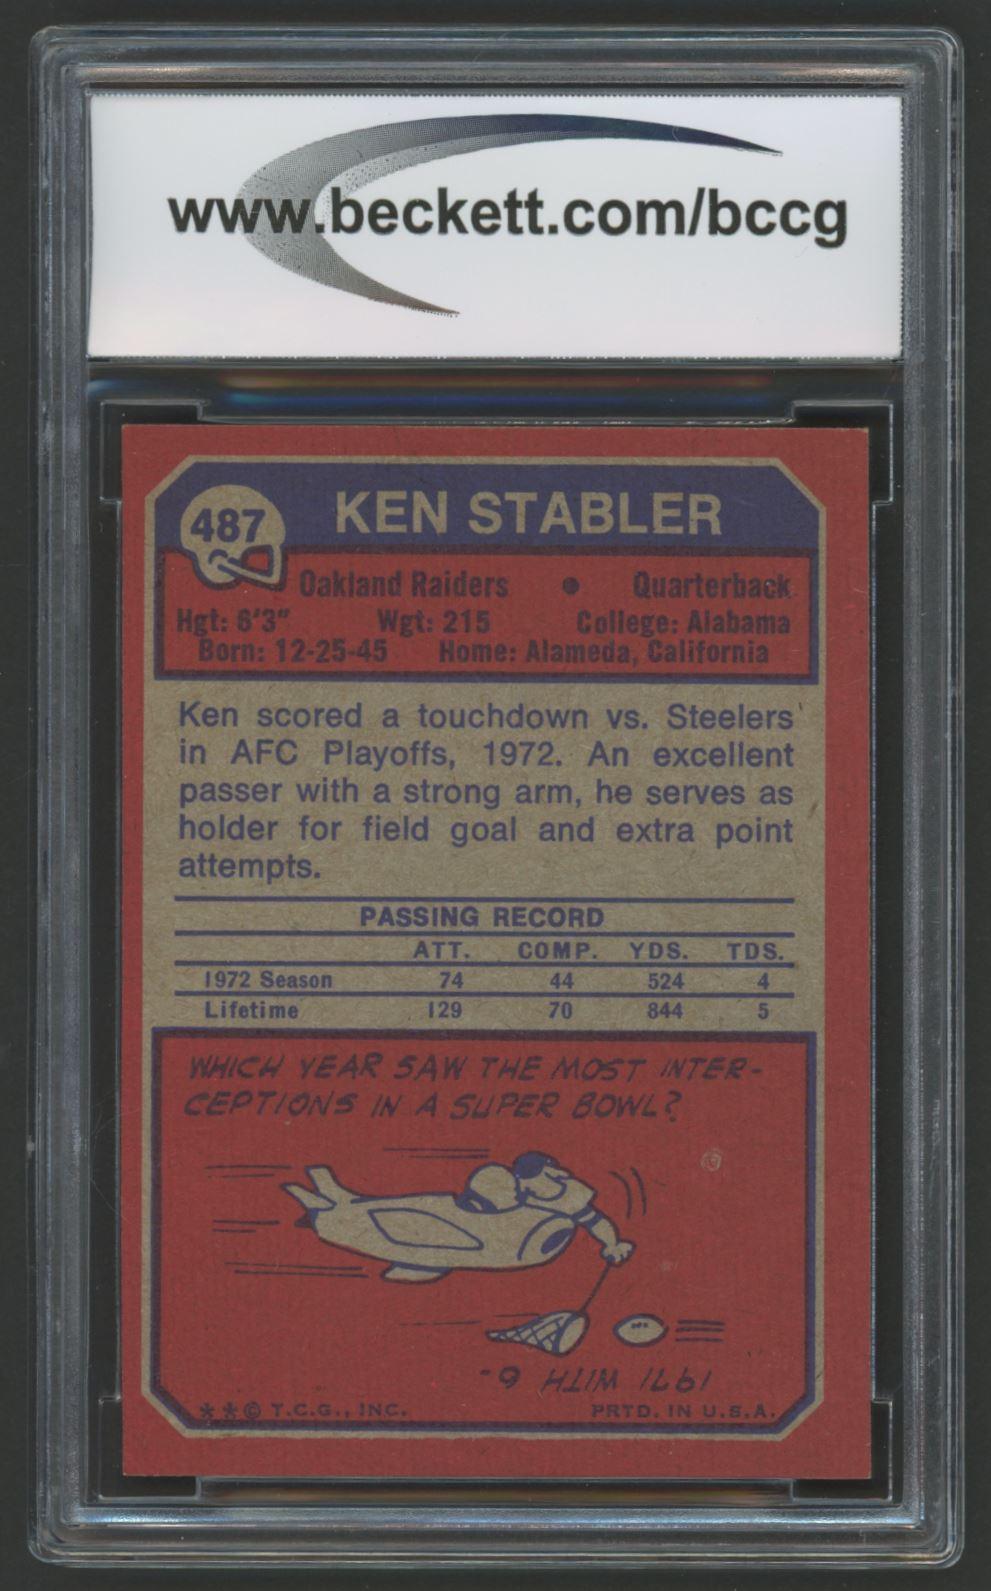 www.beckett.com/bccg
487
KEN STABLER
Oakland Raiders • Quarterback
Hgt: 6'3" Wgt: 215 College: Alabama
Born: 12-25-45 Home: Alameda, California
Ken scored a touchdown vs. Steelers
in AFC Playoffs, 1972. An excellent
passer with a strong arm, he serves as
holder for field goal and extra point
attempts.
PASSING RECORD
ATT. COMP. YDS. TDS.
1972 Season 74 44 524 4
Lifetime 129 70 844 5
WHICH YEAR SAW THE MOST INTER-
CEPTIONS IN A SUPER BOWL?
1971 WITH 9-
**© T.C.G., INC. PRTD. IN U.S.A.